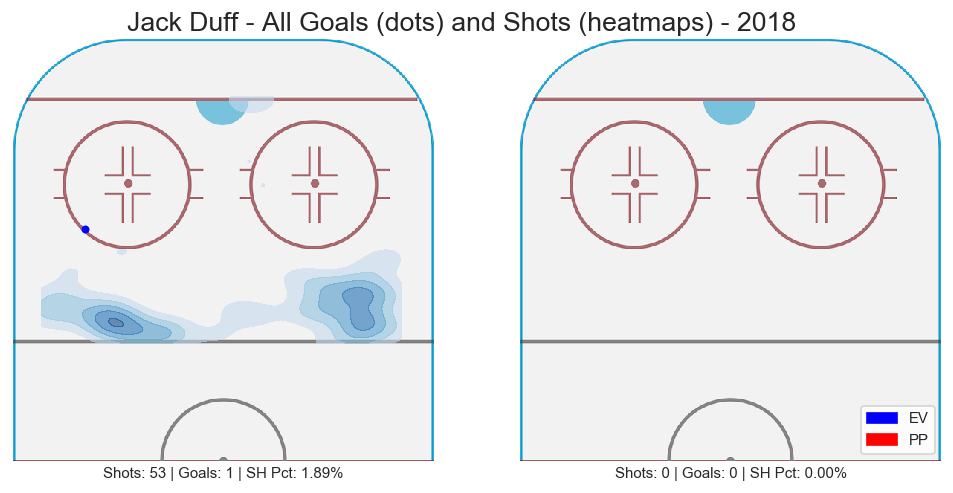 Jack Duff - All Goals (dots) and Shots (heatmaps) - 2018
EV
PP
Shots: 53 | Goals: 1 | SH Pct: 1.89%
Shots: 0 | Goals: 0 | SH Pct: 0.00%